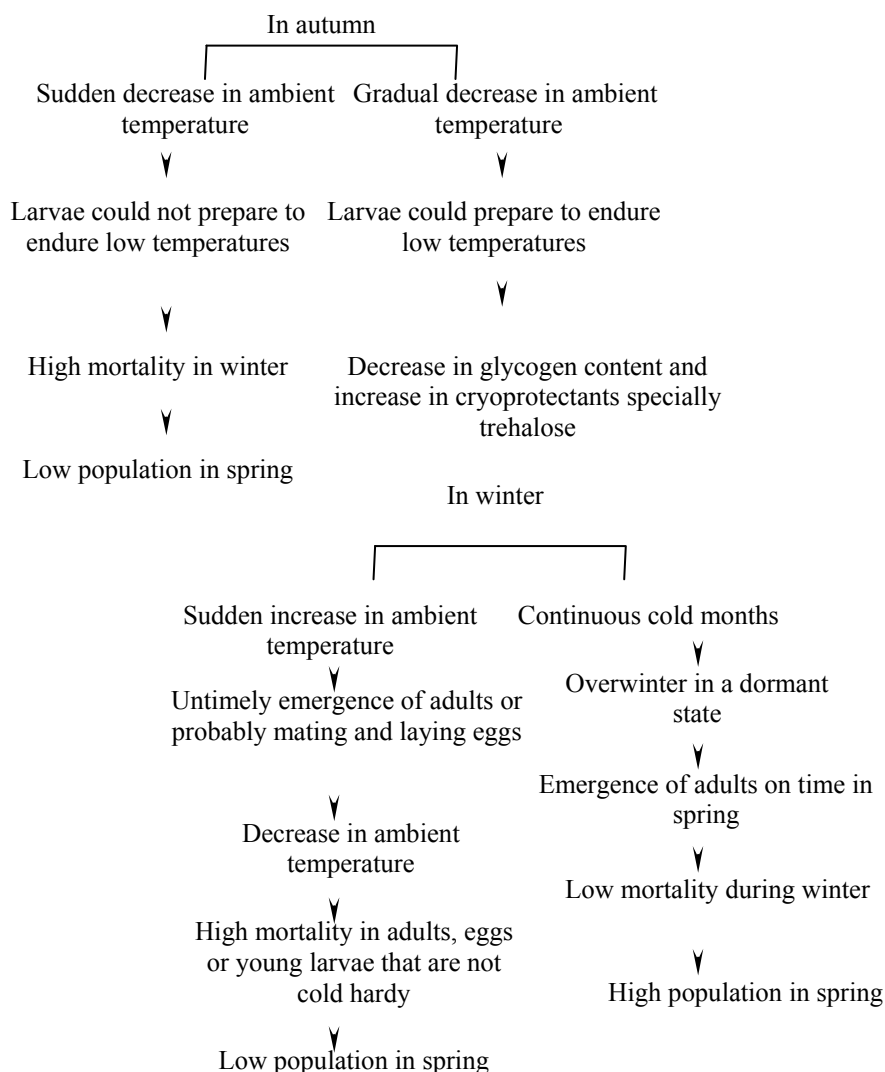 In autumn
Sudden decrease in ambient
temperature
Gradual decrease in ambient
temperature
Larvae could not prepare to
endure low temperatures
Larvae could prepare to endure
low temperatures
High mortality in winter
Decrease in glycogen content and
increase in cryoprotectants specially
trehalose
Low population in spring
In winter
Sudden increase in ambient
temperature
Continuous cold months
Untimely emergence of adults or
probably mating and laying eggs
Overwinter in a dormant
state
Emergence of adults on time in
spring
Decrease in ambient
temperature
Low mortality during winter
High mortality in adults, eggs
or young larvae that are not
cold hardy
High population in spring
Low population in spring